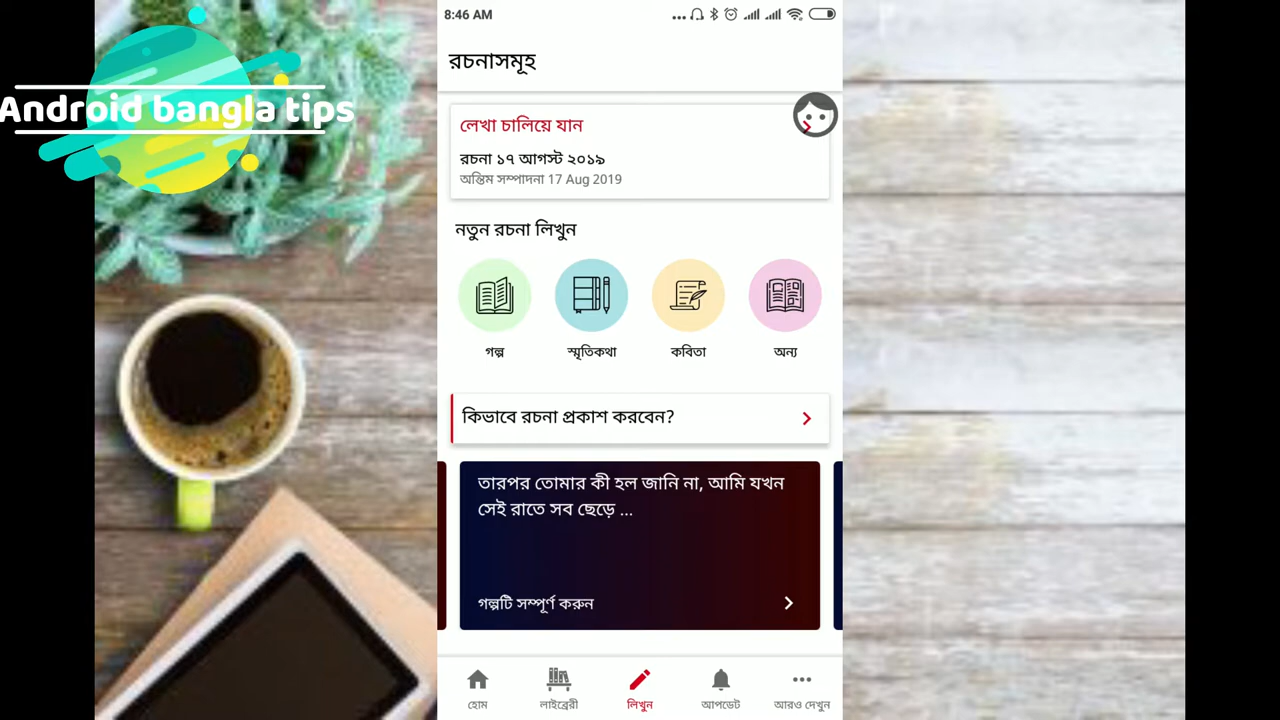 8:46 AM
Android bangla tips
রচনাসমূহ
লেখা চালিয়ে যান
রচনা ১৭ আগস্ট ২০১৯
অন্তিম সম্পাদনা 17 Aug 2019
নতুন রচনা লিখুন
গল্প
স্মৃতিকথা
কবিতা
অন্য
কিভাবে রচনা প্রকাশ করবেন?
তারপর তোমার কী হল জানি না, আমি যখন
সেই রাতে সব ছেড়ে ...
গল্পটি সম্পূর্ণ করুন
হোম
লাইব্রেরী
লিখুন
আপডেট
আরও দেখুন